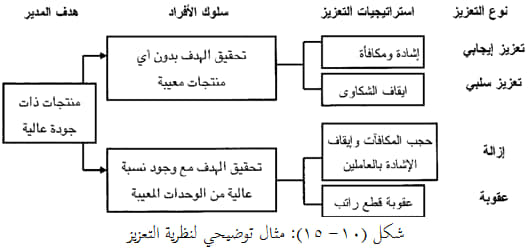 نوع التعزيز استراتيجيات التعزيز سلوك الأفراد هدف المدير
تعزيز إيجابي
إشادة ومكافأة
تعزيز سلبي
ايقاف الشكاوى
تحقيق الهدف بدون اي
منتجات معيبة
منتجات ذات
جودة عالية
إزالة
حجب المكافآت وإيقاف
الإشادة بالعاملين
عقوبة
عقوبة قطع راتب
تحقيق الهدف مع وجود نسبة
عالية من الوحدات المعيبة
شكل (١٠- ١٥): مثال توضيحي لنظرية التعزيز